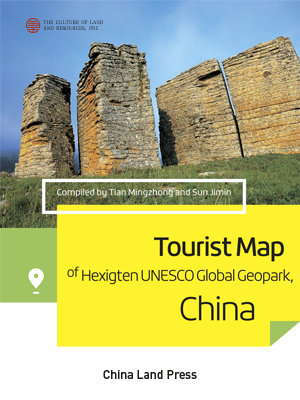 THE CULTURE OF LAND
AND RESOURCES, JNLC
Compiled by Tian Mingzhong and Sun Jimin
Tourist Map
of Hexigten UNESCO Global Geopark,
China
China Land Press